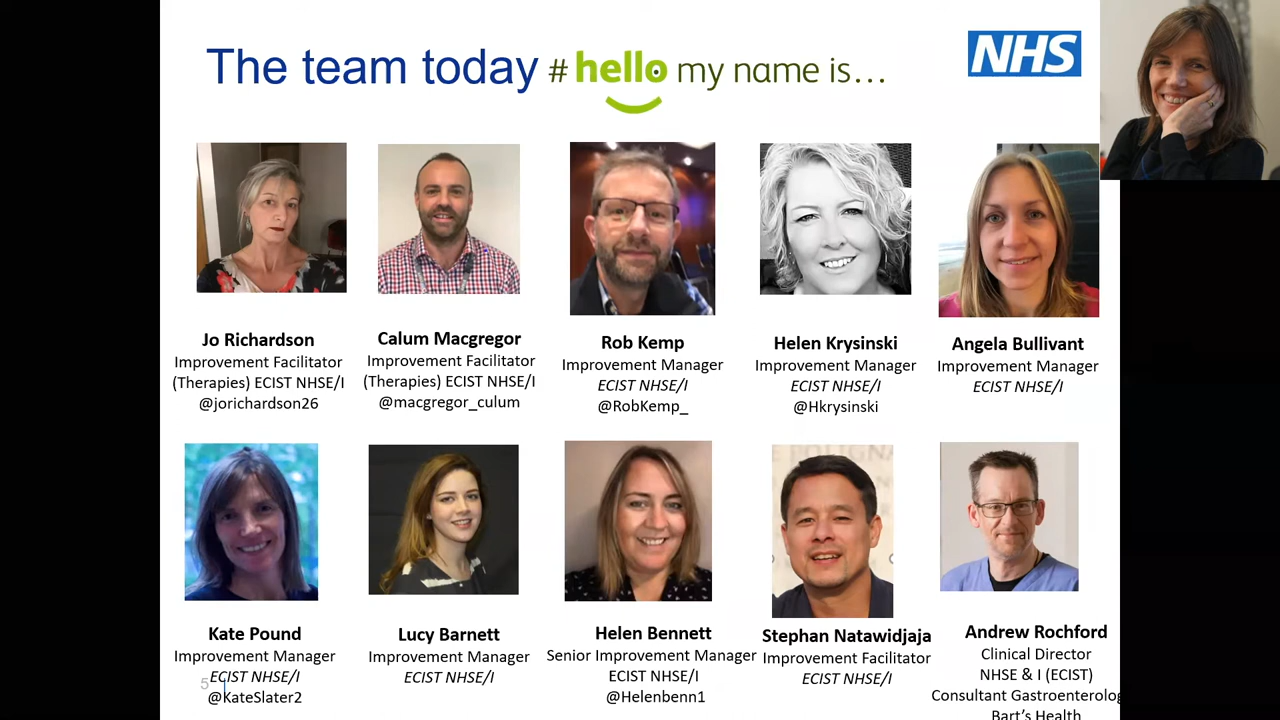 The team today # hello my name is...
NHS
Jo Richardson
Improvement Facilitator
(Therapies) ECIST NHSE/I
@jorichardson26
Calum Macgregor
Improvement Facilitator
(Therapies) ECIST NHSE/I
@macgregor_culum
Rob Kemp
Improvement Manager
ECIST NHSE/I
@RobKemp_
Helen Krysinski
Improvement Manager
ECIST NHSE/I
@Hkrysinski
Angela Bullivant
Improvement Manager
ECIST NHSE/I
Kate Pound
Improvement Manager
ECIST NHSE/I
@KateSlater2
Lucy Barnett
Improvement Manager
ECIST NHSE/I
Helen Bennett
Senior Improvement Manager
ECIST NHSE/I
@Helenbenn1
Stephan Natawidjaja
Improvement Facilitator
ECIST NHSE/I
Andrew Rochford
Clinical Director
NHSE & I (ECIST)
Consultant Gastroenterolog
Bart's Health
5